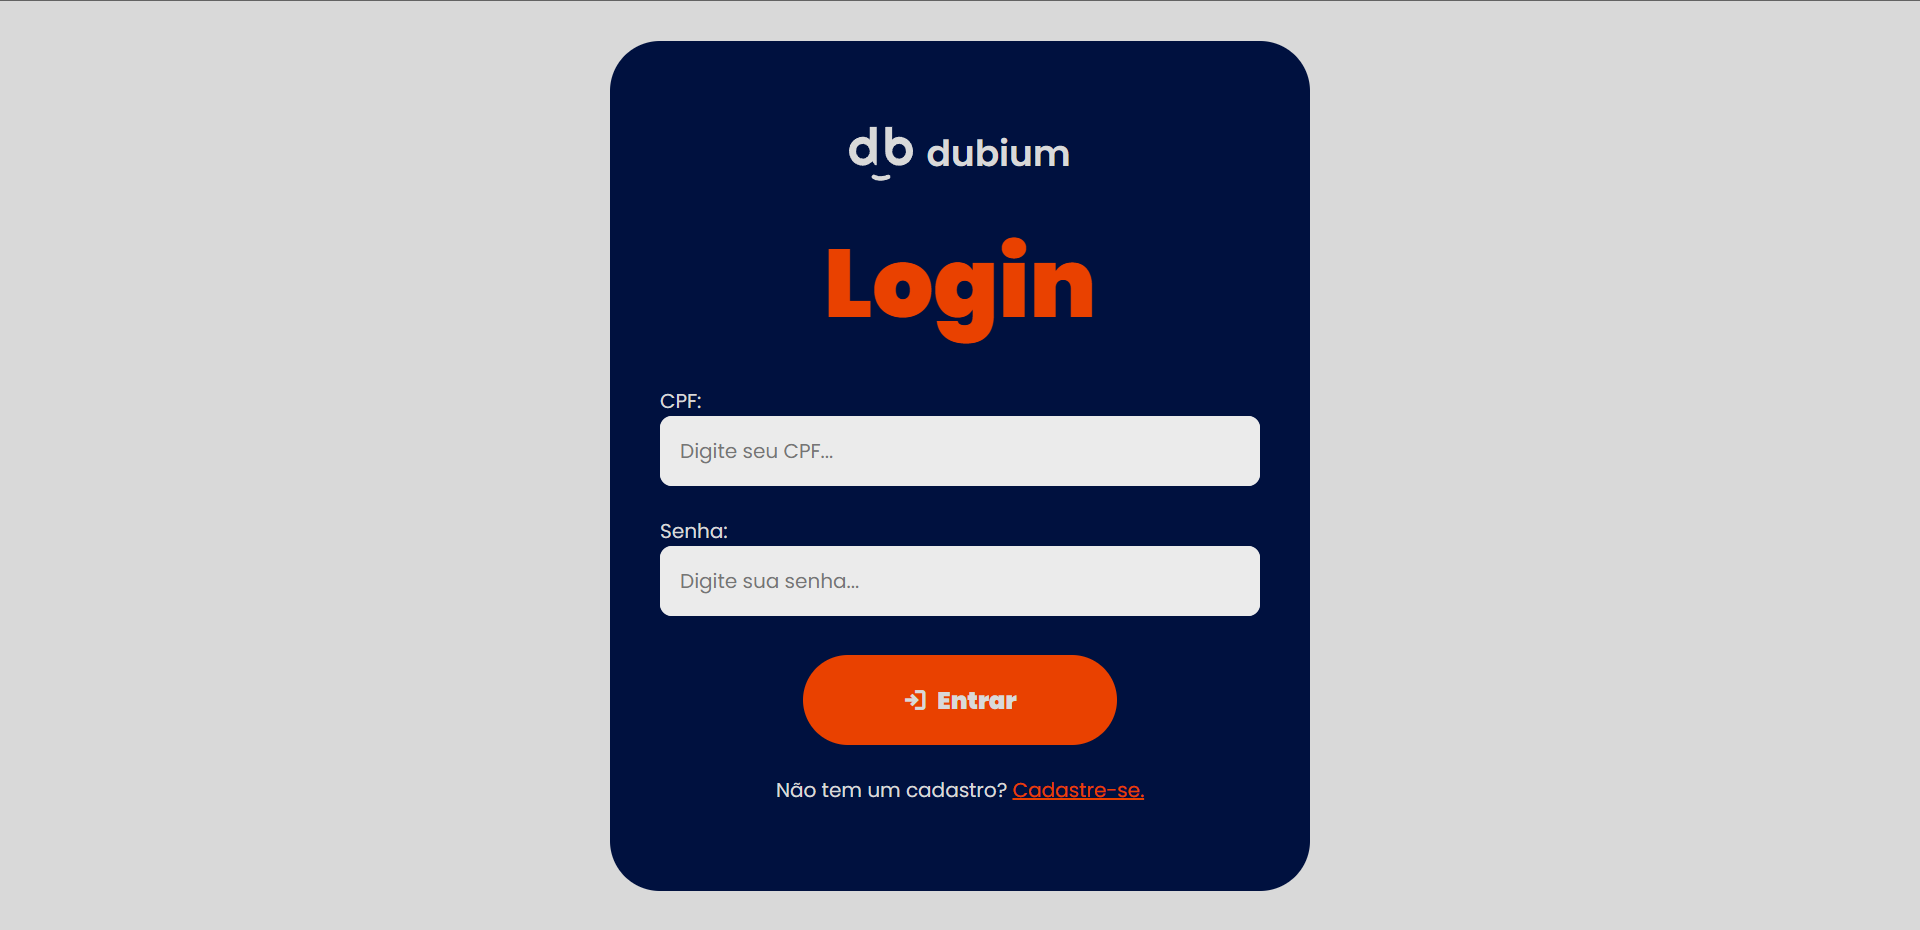 db dubium
Login
CPF:
Digite seu CPF...
Senha:
Digite sua senha...
Entrar
Não tem um cadastro? Cadastre-se.